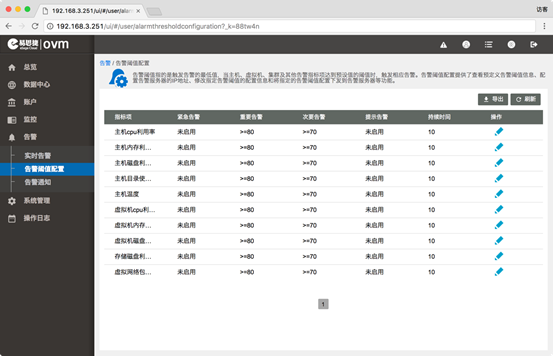 告警阈值配置
访客
192.168.3.251/ui/#/user/alarmthresholdconfiguration?_k=88tw4n
易思捷 ovm
总览
数据中心
账户
监控
告警
实时告警
告警阈值配置
告警通知
系统管理
操作日志
告警 / 告警阈值配置
告警阈值指的是触发告警的最低值，当主机、虚拟机、集群及其他告警指标项达到预设值的阈值时，触发相应告警。告警阈值配置提供了查看预定义告警阈值信息、配
置告警服务器的IP地址、修改指定告警阈值的配置信息和将指定的告警阈值配置下发到告警服务器等功能。
导出 刷新
指标项 紧急告警 重要告警 次要告警 提示告警 持续时间 操作
主机cpu利用率 未启用 >=80 >=70 未启用 10
主机内存利... 未启用 >=80 >=70 未启用 10
主机磁盘利... 未启用 >=80 >=70 未启用 10
主机目录使... 未启用 >=80 >=70 未启用 10
主机温度 未启用 >=80 >=70 未启用 10
虚拟机cpu利... 未启用 >=80 >=70 未启用 10
虚拟机内存... 未启用 >=80 >=70 未启用 10
虚拟机磁盘... 未启用 >=80 >=70 未启用 10
存储磁盘利... 未启用 >=80 >=70 未启用 10
虚拟网络包... 未启用 >=80 >=70 未启用 10
1